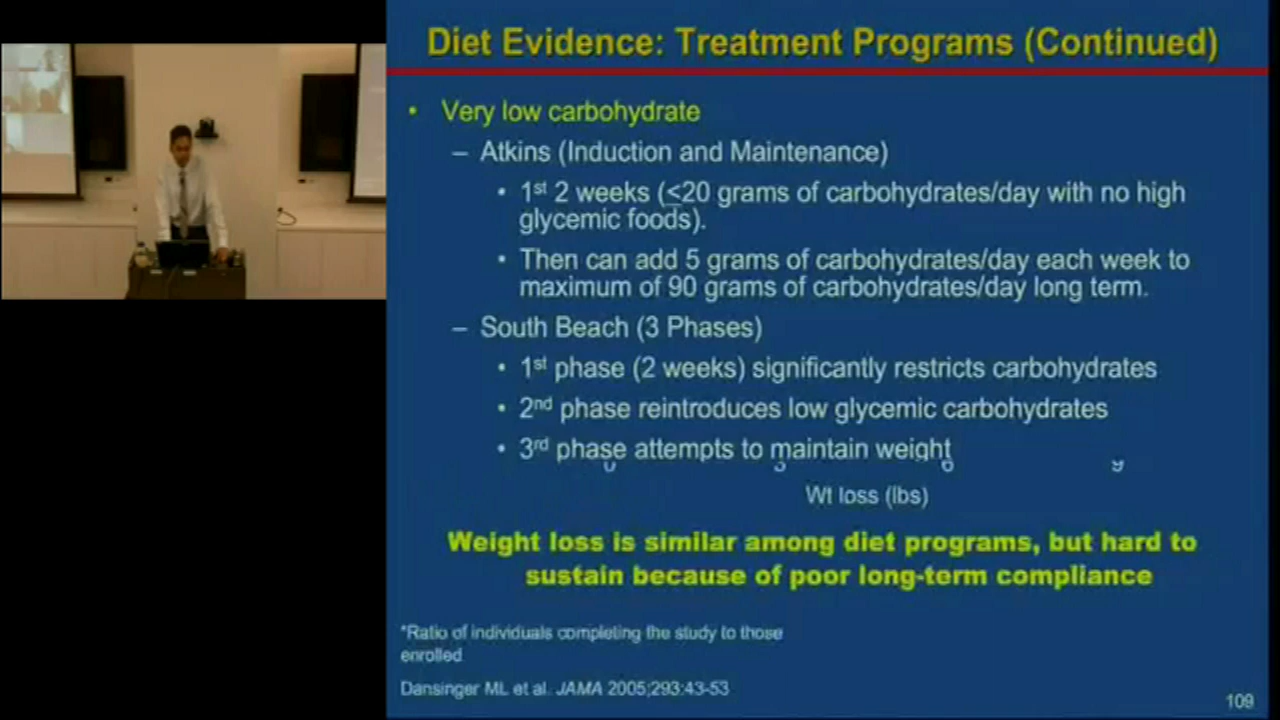 Diet Evidence: Treatment Programs (Continued)
• Very low carbohydrate
– Atkins (Induction and Maintenance)
• 1st 2 weeks (≤20 grams of carbohydrates/day with no high
glycemic foods).
• Then can add 5 grams of carbohydrates/day each week to
maximum of 90 grams of carbohydrates/day long term.
– South Beach (3 Phases)
• 1st phase (2 weeks) significantly restricts carbohydrates
• 2nd phase reintroduces low glycemic carbohydrates
• 3rd phase attempts to maintain weight
0 3 6 9
Wt loss (lbs)
Weight loss is similar among diet programs, but hard to
sustain because of poor long-term compliance
*Ratio of individuals completing the study to those
enrolled
Dansinger ML et al. JAMA 2005;293:43-53
109